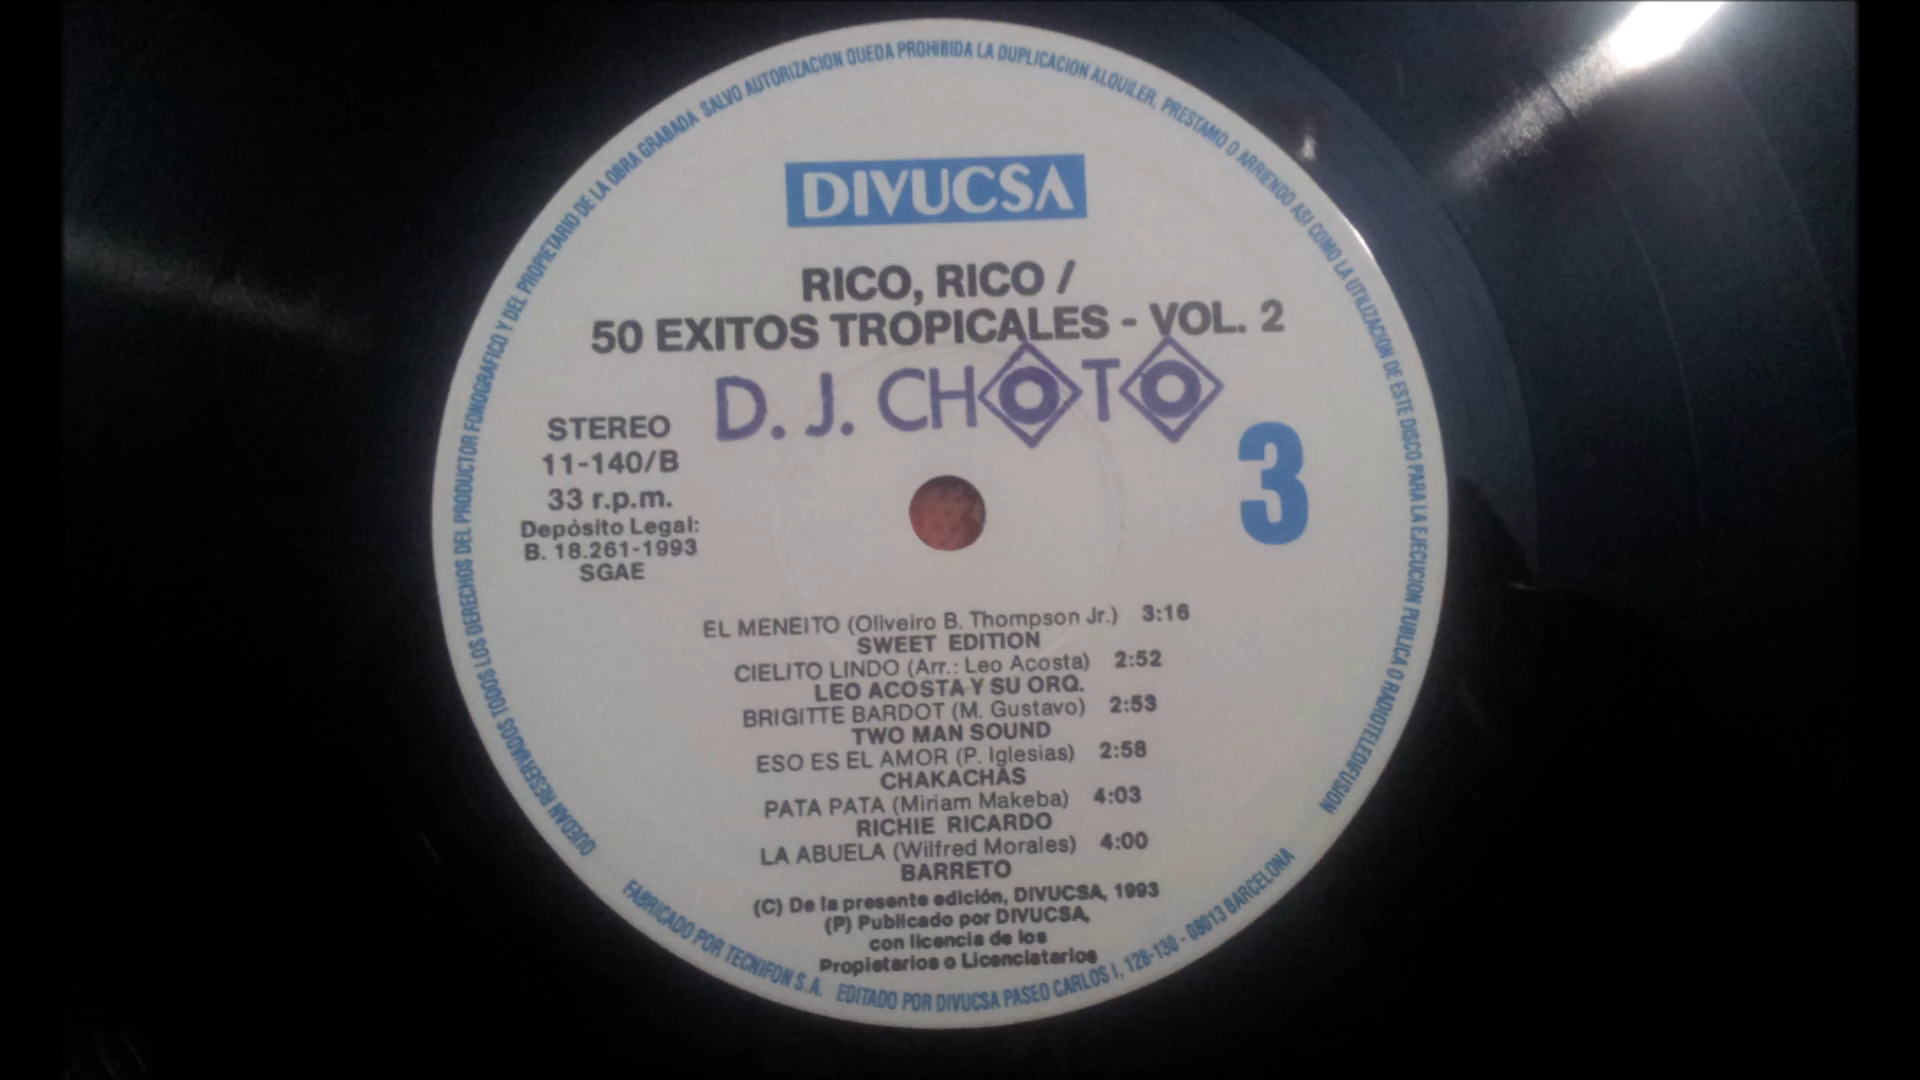 QUEDAN RESERVADOS TODOS LOS DERECHOS DEL PRODUCTOR FONOGRAFICO Y DEL PROPIETARIO DE LA OBRA GRABADA SALVO AUTORIZACION QUEDA PROHIBIDA LA DUPLICACION ALQUILER, PRESTAMO O ARRIENDO ASI COMO LA UTILIZACION DE ESTE DISCO PARA LA EJECUCION PUBLICA O RADIOTELEDIFUSION
DIVUCSA
RICO, RICO /
50 EXITOS TROPICALES - VOL. 2
D. J. CHOTO
STEREO
11-140/B
33 r.p.m.
Depósito Legal:
B. 18.261-1993
SGAE
3
EL MENEITO (Oliveiro B. Thompson Jr.) 3:16
SWEET EDITION
CIELITO LINDO (Arr.: Leo Acosta) 2:52
LEO ACOSTA Y SU ORQ.
BRIGITTE BARDOT (M. Gustavo) 2:53
TWO MAN SOUND
ESO ES EL AMOR (P. Iglesias) 2:58
CHAKACHAS
PATA PATA (Miriam Makeba) 4:03
RICHIE RICARDO
LA ABUELA (Wilfred Morales) 4:00
BARRETO
(C) De la presente edición, DIVUCSA, 1993
(P) Publicado por DIVUCSA,
con licencia de los
Propietarios o Licenciatarios
FABRICADO POR TECNIFON S.A. EDITADO POR DIVUCSA PASEO CARLOS I, 128-130 - 08013 BARCELONA